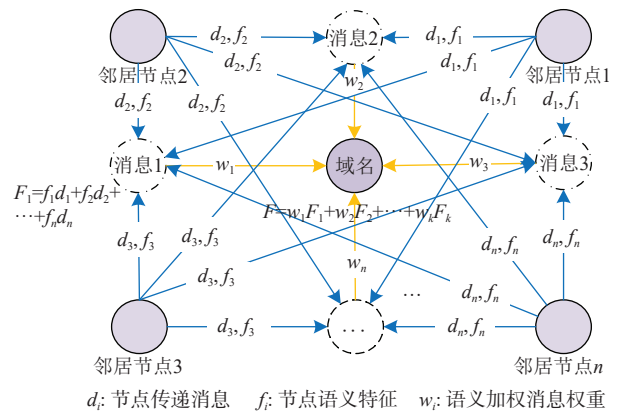 d₂,f₂
消息2
d₁,f₁
邻居节点2
d₂,f₂
w₂
d₁,f₁
邻居节点1
d₂,f₂
d₂,f₂
d₁,f₁
d₁,f₁
消息1
w₁
域名
w₃
消息3
F₁=f₁d₁+f₂d₂+
⋯+fₙdₙ
F=w₁F₁+w₂F₂+⋯+wₖFₖ
d₃,f₃
d₃,f₃
dₙ,fₙ
dₙ,fₙ
d₃,f₃
wₙ
…
dₙ,fₙ
d₃,f₃
…
dₙ,fₙ
邻居节点3
邻居节点n
dᵢ: 节点传递消息 fᵢ: 节点语义特征 wᵢ: 语义加权消息权重